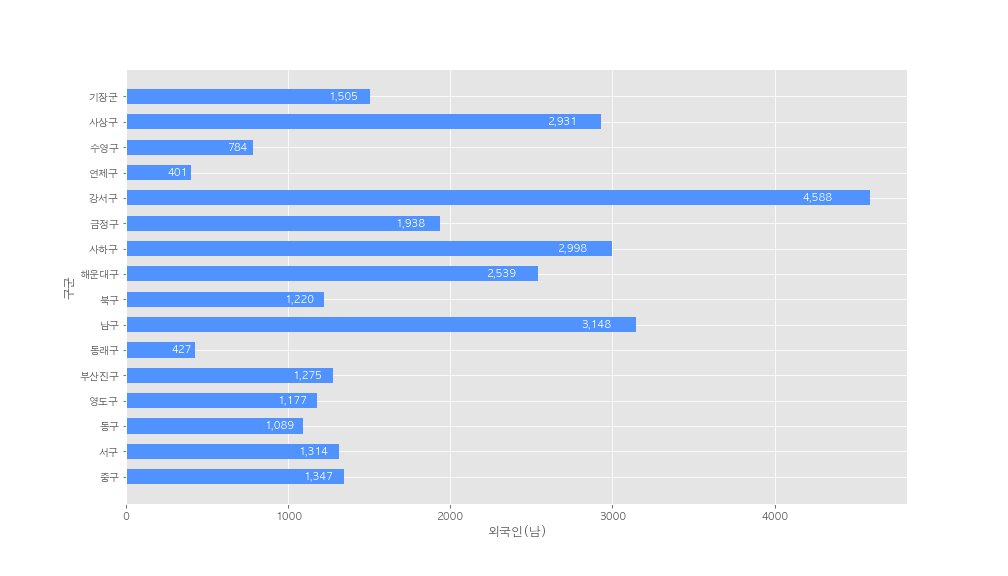 기장군 1,505
사상구 2,931
수영구 784
연제구 401
강서구 4,588
금정구 1,938
사하구 2,998
해운대구 2,539
북구 1,220
남구 3,148
동래구 427
부산진구 1,275
영도구 1,177
동구 1,089
서구 1,314
중구 1,347
구군
0 1000 2000 3000 4000
외국인(남)